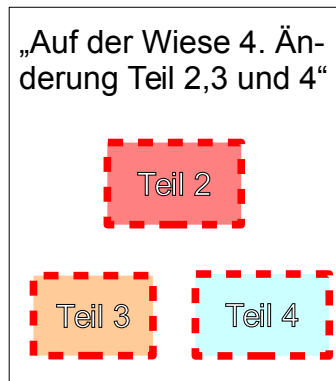 „Auf der Wiese 4. Än-
derung Teil 2,3 und 4“
Teil 2
Teil 3
Teil 4